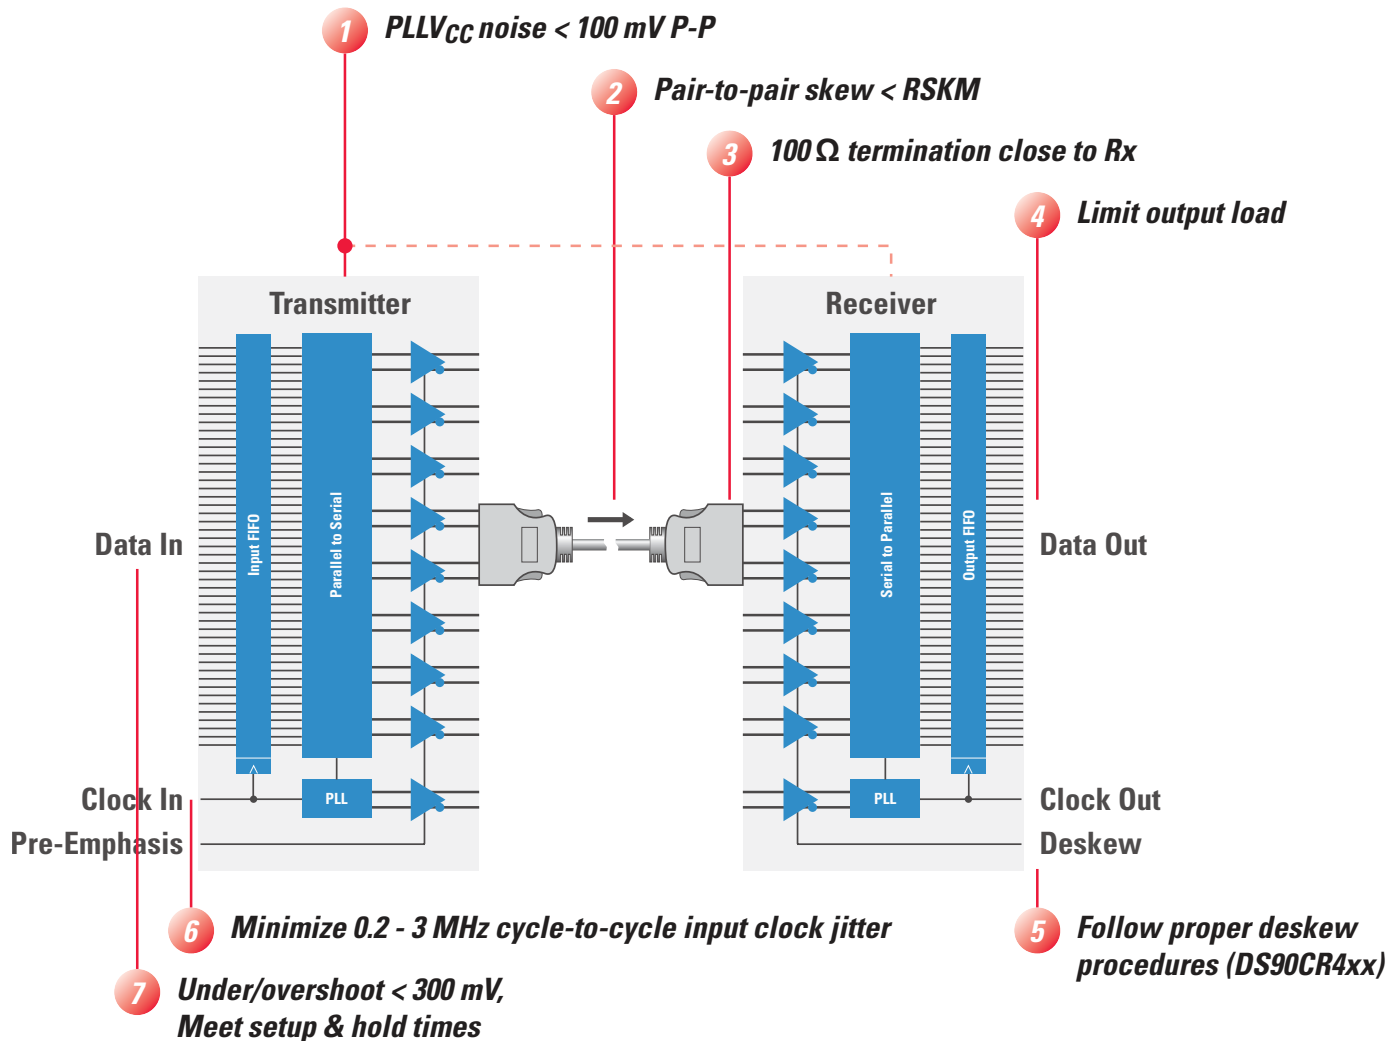 1 PLLVCC noise < 100 mV P-P
2 Pair-to-pair skew < RSKM
3 100 Ω termination close to Rx
4 Limit output load
Transmitter
Receiver
Input FIFO
Parallel to Serial
Serial to Parallel
Output FIFO
Data In
Data Out
PLL
PLL
Clock In
Clock Out
Pre-Emphasis
Deskew
6 Minimize 0.2 - 3 MHz cycle-to-cycle input clock jitter
5 Follow proper deskew
procedures (DS90CR4xx)
7 Under/overshoot < 300 mV,
Meet setup & hold times